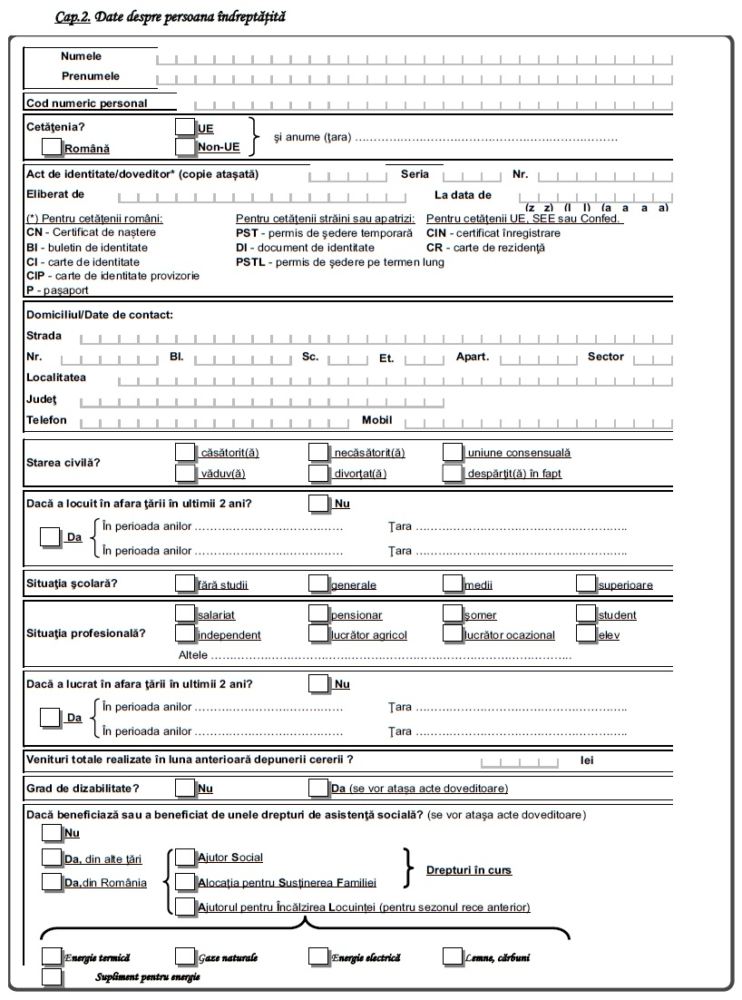 Cap.2. Date despre persoana îndreptăţită
Numele
Prenumele
Cod numeric personal
Cetăţenia?
Română
UE
Non-UE
şi anume (ţara) ………………………………………………………
Act de identitate/doveditor* (copie ataşată) Seria Nr.
Eliberat de La data de
(z z) (l l) (a a a a)
(*) Pentru cetăţenii români: Pentru cetăţenii străini sau apatrizi: Pentru cetăţenii UE, SEE sau Confed.
CN - Certificat de naştere PST - permis de şedere temporară CIN - certificat înregistrare
BI - buletin de identitate DI - document de identitate CR - carte de rezidenţă
CI - carte de identitate PSTL - permis de şedere pe termen lung
CIP - carte de identitate provizorie
P - paşaport
Domiciliul/Date de contact:
Strada
Nr. Bl. Sc. Et. Apart. Sector
Localitatea
Judeţ
Telefon Mobil
Starea civilă?
căsătorit(ă) necăsătorit(ă) uniune consensuală
văduv(ă) divorţat(ă) despărţit(ă) în fapt
Dacă a locuit în afara ţării în ultimii 2 ani? Nu
Da
În perioada anilor ………………………………… Ţara ……………………………………………
În perioada anilor ………………………………… Ţara ……………………………………………
Situaţia şcolară? fără studii generale medii superioare
Situaţia profesională?
salariat pensionar şomer student
independent lucrător agricol lucrător ocazional elev
Altele ……………………………………………………………………………
Dacă a lucrat în afara ţării în ultimii 2 ani? Nu
Da
În perioada anilor ………………………………… Ţara ……………………………………………
În perioada anilor ………………………………… Ţara ……………………………………………
Venituri totale realizate în luna anterioară depunerii cererii ? lei
Grad de dizabilitate? Nu Da (se vor ataşa acte doveditoare)
Dacă beneficiază sau a beneficiat de unele drepturi de asistenţă socială? (se vor ataşa acte doveditoare)
Nu
Da, din alte ţări Ajutor Social
Drepturi în curs
Da,din România Alocaţia pentru Susţinerea Familiei
Ajutorul pentru Încălzirea Locuinţei (pentru sezonul rece anterior)
Energie termică Gaze naturale Energie electrică Lemne, cărbuni
Supliment pentru energie